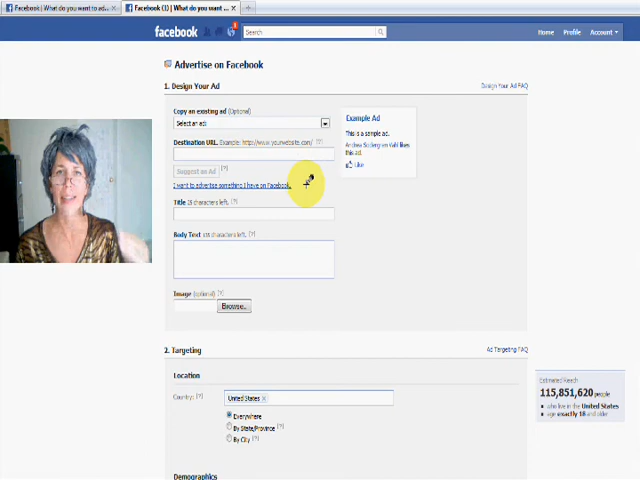 Facebook | What do you want to ad...
Facebook (1) | What do you want ...
facebook
Search
Home Profile Account
Advertise on Facebook
1. Design Your Ad
Design Your Ad FAQ
Copy an existing ad (Optional)
Select an ad:
Destination URL. Example: http://www.yourwebsite.com/ [?]
Suggest an Ad [?]
I want to advertise something I have on Facebook.
Title 25 characters left. [?]
Body Text 135 characters left. [?]
Image (optional) [?]
Browse..
Example Ad
This is a sample ad.
likes this ad.
Like
2. Targeting
Ad Targeting FAQ
Location
Country: [?]
United States
Everywhere
By State/Province [?]
By City [?]
Demographics
Estimated Reach
115,851,620 people
who live in the United States
age exactly 18 and older